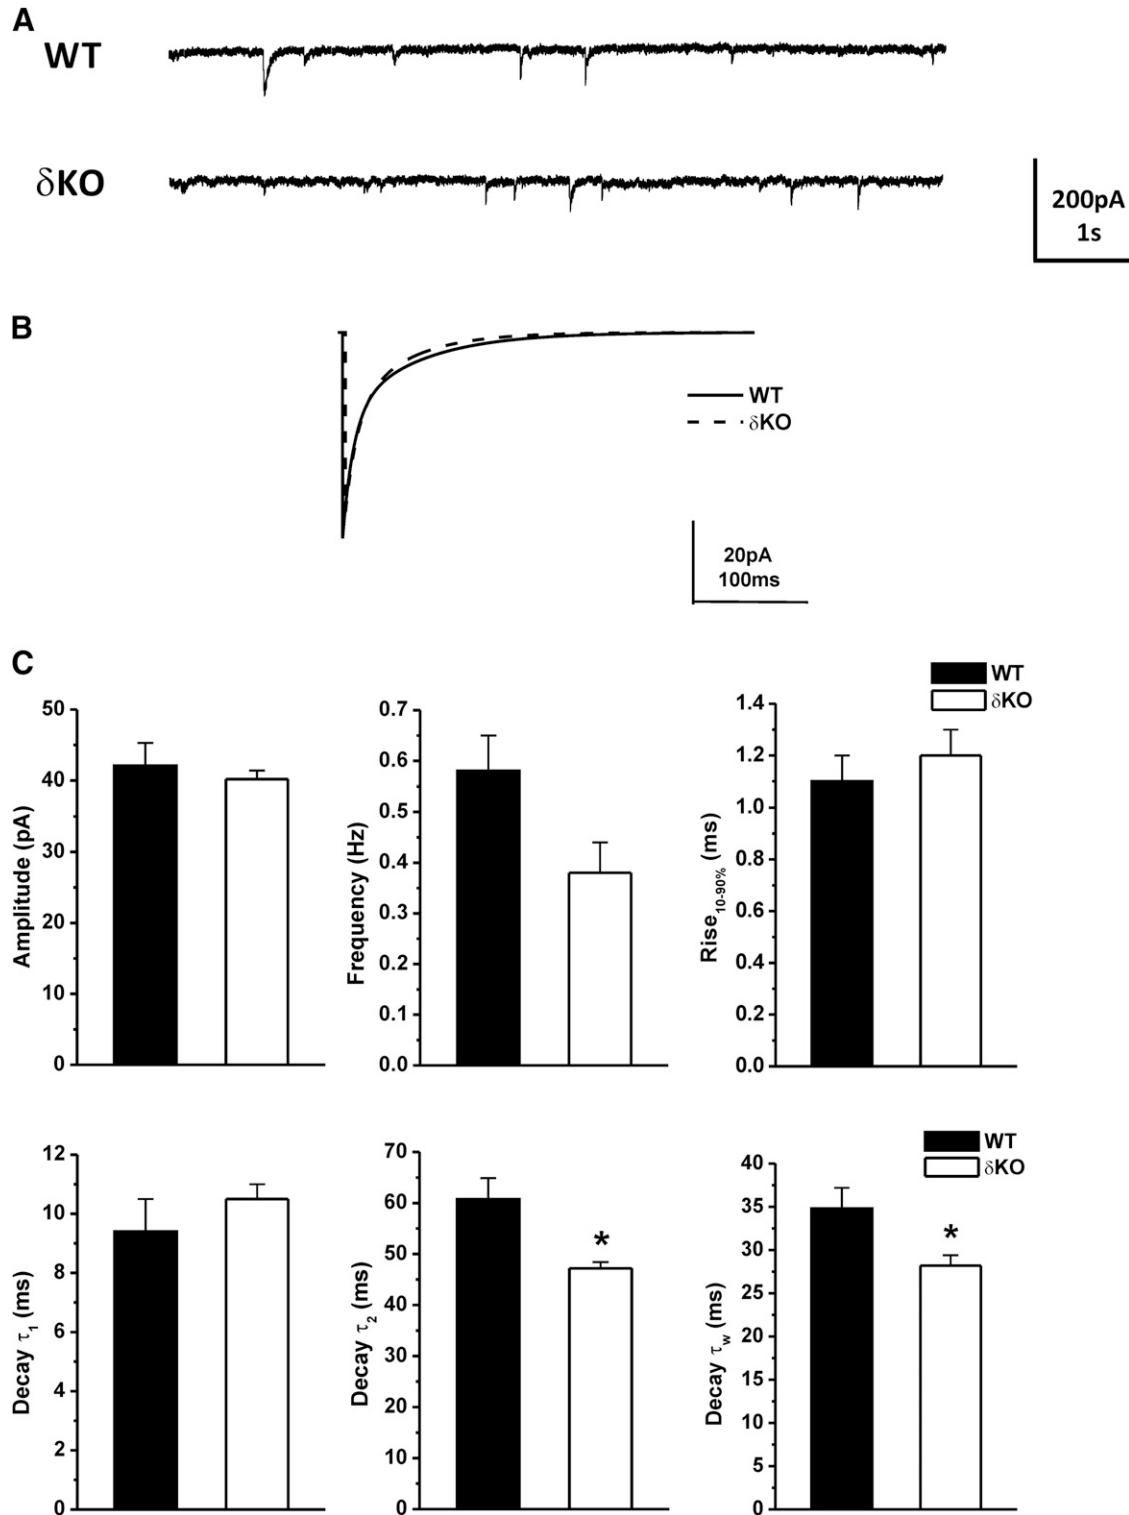 A
WT
δKO
200pA
1s
B
WT
δKO
20pA
100ms
C
WT
δKO
50
40
30
20
10
0
Amplitude (pA)
0.7
0.6
0.5
0.4
0.3
0.2
0.1
0.0
Frequency (Hz)
1.4
1.2
1.0
0.8
0.6
0.4
0.2
0.0
Rise10-90% (ms)
WT
δKO
12
10
8
6
4
2
0
Decay τ1 (ms)
70
60
50
40
30
20
10
0
Decay τ2 (ms)
*
40
35
30
25
20
15
10
5
0
Decay τw (ms)
*